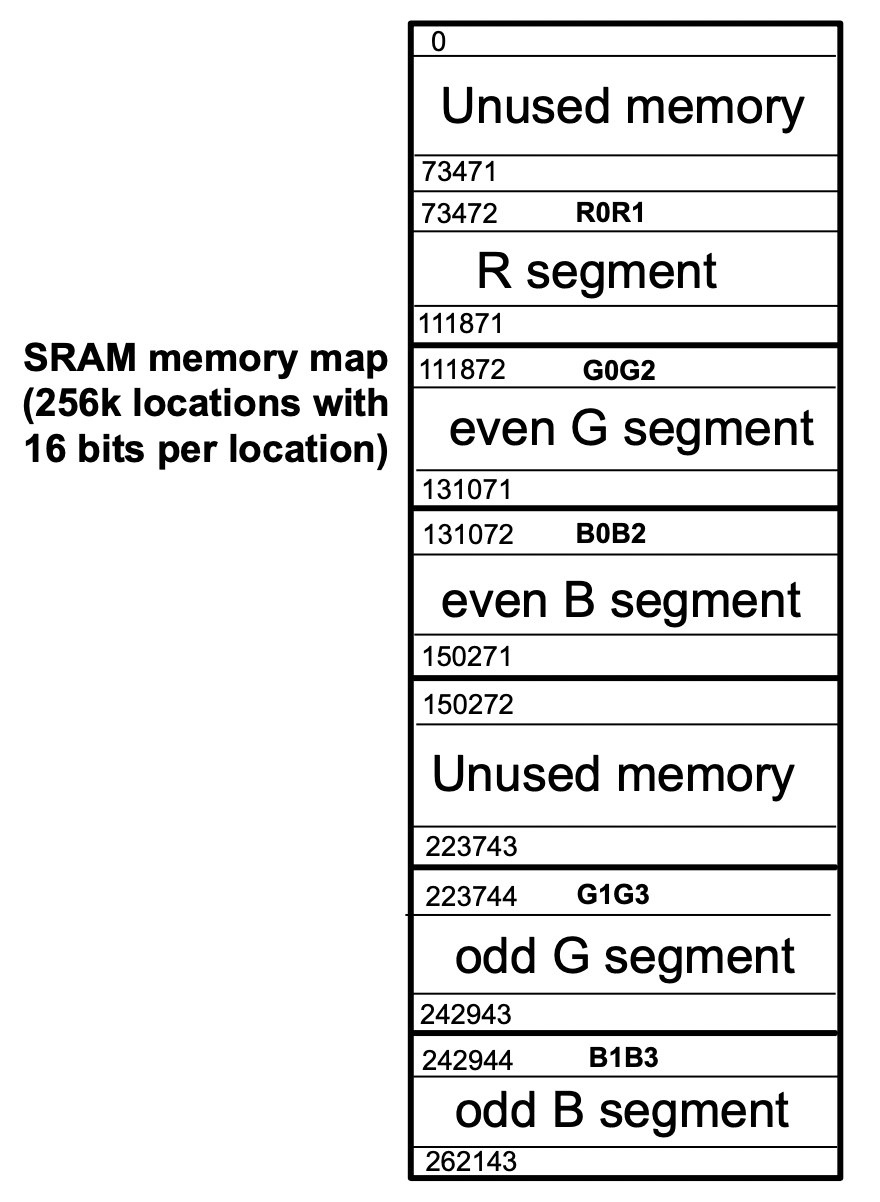 SRAM memory map
(256k locations with
16 bits per location)
0
Unused memory
73471
73472 R0R1
R segment
111871
111872 G0G2
even G segment
131071
131072 B0B2
even B segment
150271
150272
Unused memory
223743
223744 G1G3
odd G segment
242943
242944 B1B3
odd B segment
262143